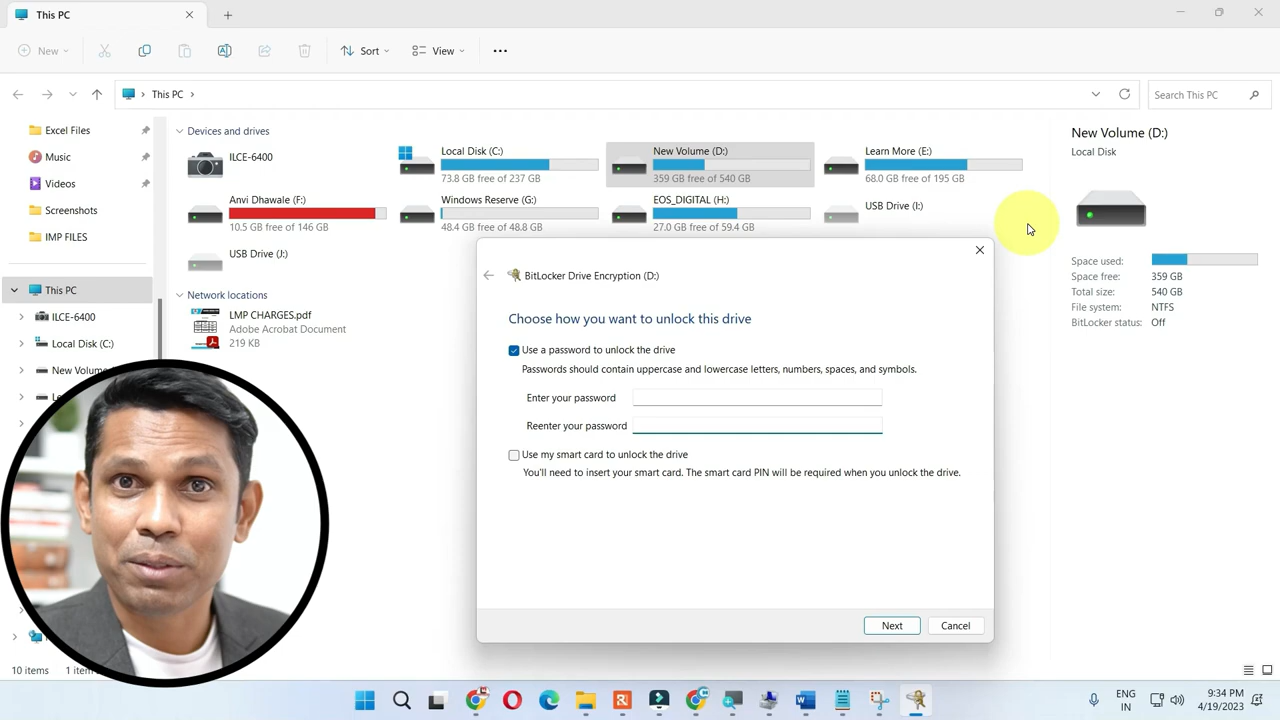 This PC
New
Sort
View
This PC
Search This PC
Excel Files
Music
Videos
Screenshots
IMP FILES
This PC
ILCE-6400
Local Disk (C:)
New Volume
10 items
1 item
Devices and drives
ILCE-6400
Local Disk (C:)
73.8 GB free of 237 GB
New Volume (D:)
359 GB free of 540 GB
Learn More (E:)
68.0 GB free of 195 GB
Anvi Dhawale (F:)
10.5 GB free of 146 GB
Windows Reserve (G:)
48.4 GB free of 48.8 GB
EOS_DIGITAL (H:)
27.0 GB free of 59.4 GB
USB Drive (I:)
USB Drive (J:)
Network locations
LMP CHARGES.pdf
Adobe Acrobat Document
219 KB
New Volume (D:)
Local Disk
Space used:
Space free: 359 GB
Total size: 540 GB
File system: NTFS
BitLocker status: Off
BitLocker Drive Encryption (D:)
Choose how you want to unlock this drive
Use a password to unlock the drive
Passwords should contain uppercase and lowercase letters, numbers, spaces, and symbols.
Enter your password
Reenter your password
Use my smart card to unlock the drive
You'll need to insert your smart card. The smart card PIN will be required when you unlock the drive.
Next
Cancel
ENG
IN
9:34 PM
4/19/2023